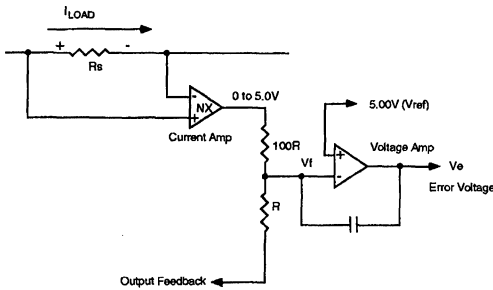 I LOAD
+ -
Rs
-
NX
+
0 to 5.0V
Current Amp
5.00V (Vref)
100R
Vf
Voltage Amp
+
-
Ve
Error Voltage
R
Output Feedback